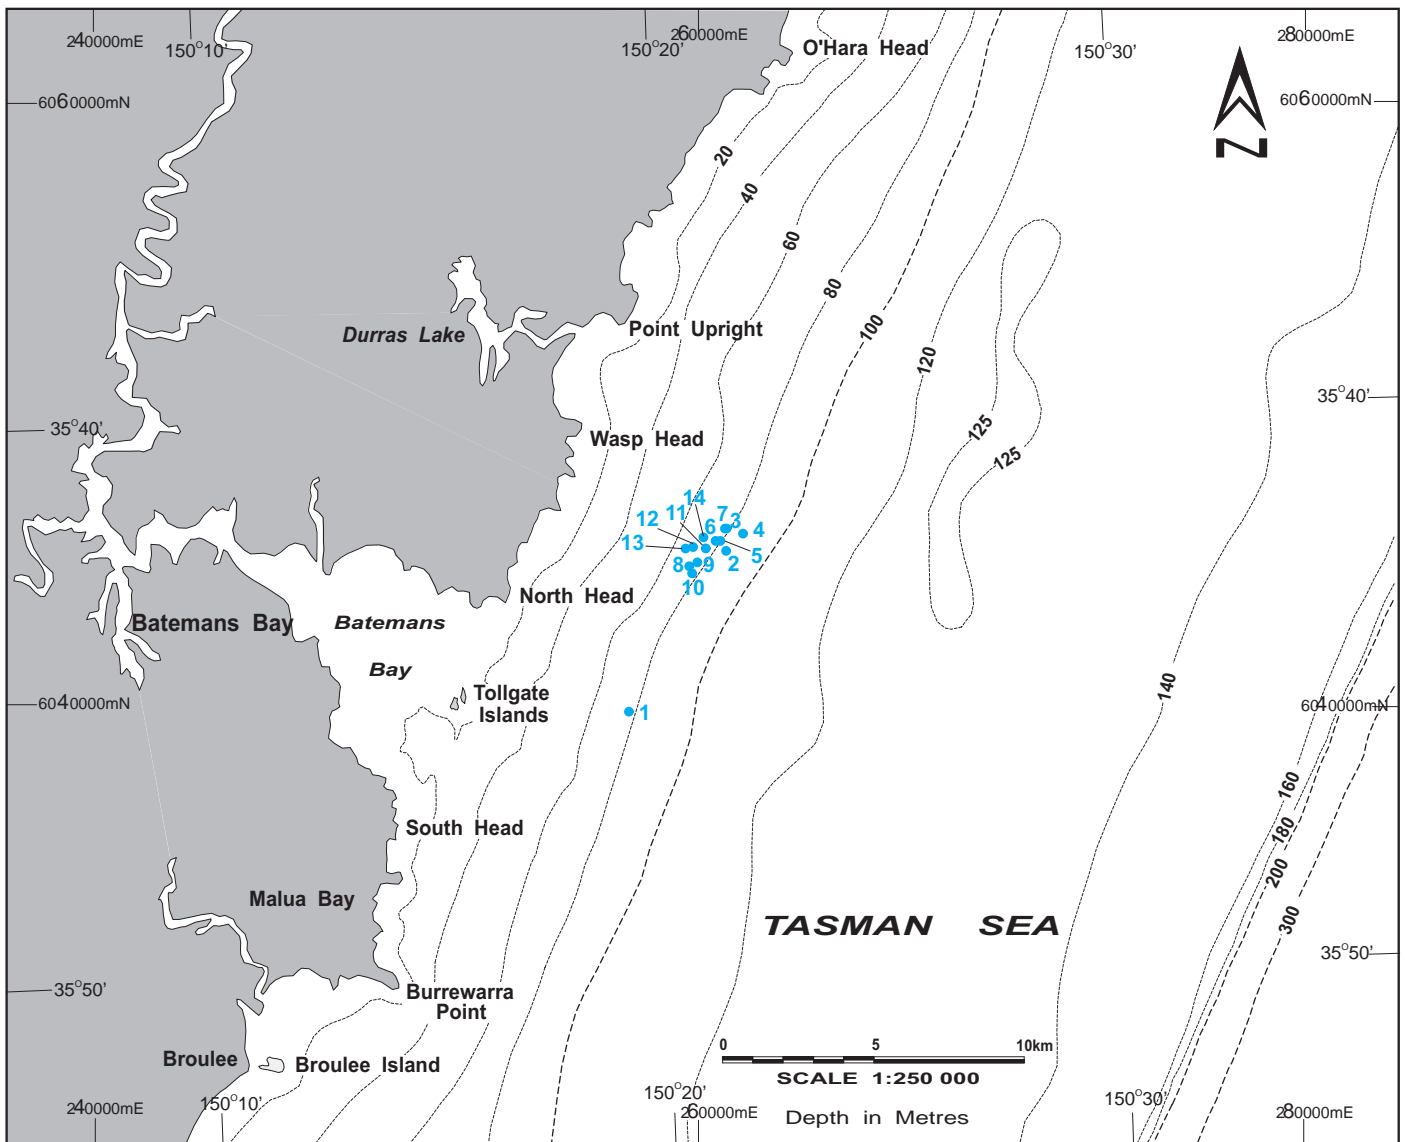 240000mE
150°10'
150°20'
260000mE
150°30'
280000mE
O'Hara Head
6060000mN
6060000mN
N
20
40
60
80
100
120
Durras Lake
Point Upright
35°40'
35°40'
Wasp Head
125
125
14
11
12
13
6
7
3
4
5
2
8
9
10
North Head
Batemans Bay
Batemans
Bay
Tollgate
Islands
1
140
6040000mN
6040000mN
160
180
200
300
South Head
Malua Bay
TASMAN SEA
35°50'
35°50'
Burrewarra
Point
Broulee
Broulee Island
0
5
10km
SCALE 1:250 000
Depth in Metres
240000mE
150°10'
150°20'
260000mE
150°30'
280000mE